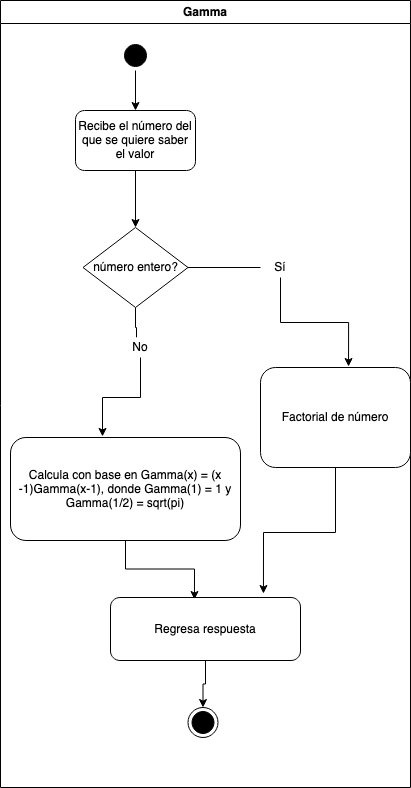 Gamma
Recibe el número del
que se quiere saber
el valor
número entero?
Sí
No
Factorial de número
Calcula con base en Gamma(x) = (x
-1)Gamma(x-1), donde Gamma(1) = 1 y
Gamma(1/2) = sqrt(pi)
Regresa respuesta